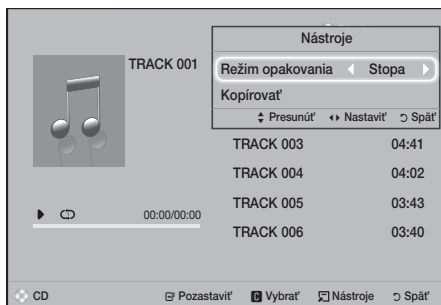 Nástroje
TRACK 001
Režim opakovania Stopa
Kopírovať
Presunúť Nastaviť Späť
TRACK 003 04:41
TRACK 004 04:02
TRACK 005 03:43
00:00/00:00
TRACK 006 03:40
CD Pozastaviť C Vybrať Nástroje Späť